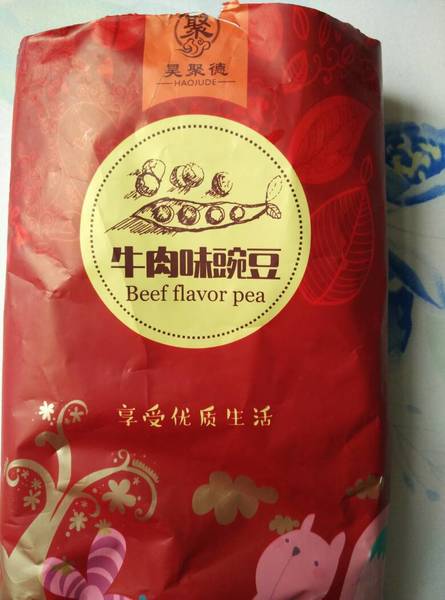 聚
昊聚德
HAOJUDE
牛肉味豌豆
Beef flavor pea
享受优质生活